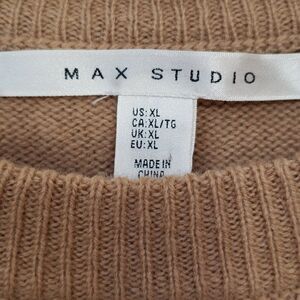 MAX STUDIO
US: XL
CA: XL/TG
UK: XL
EU: XL
MADE IN
CHINA